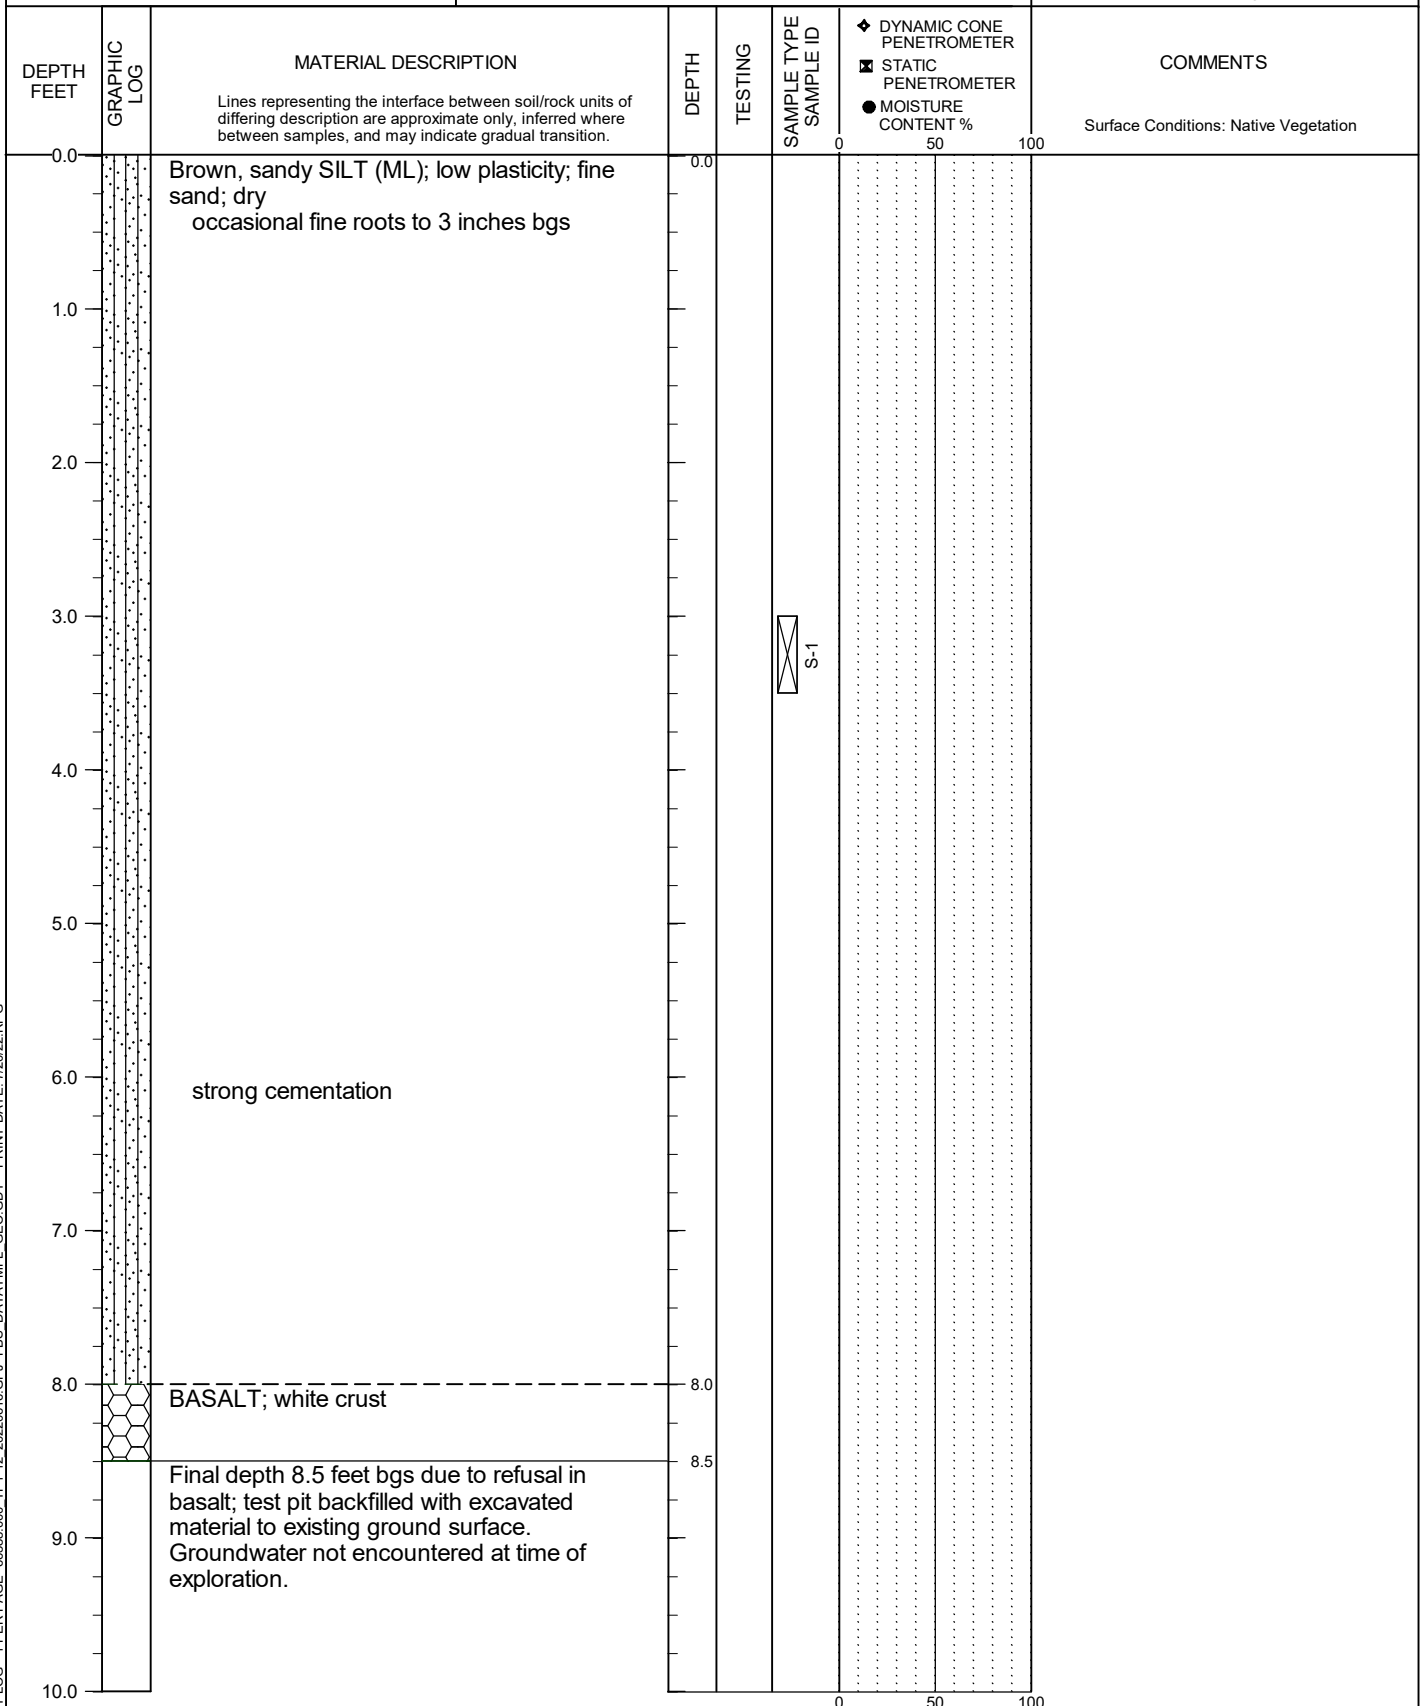 DEPTH
FEET
GRAPHIC
LOG
MATERIAL DESCRIPTION
Lines representing the interface between soil/rock units of
differing description are approximate only, inferred where
between samples, and may indicate gradual transition.
DEPTH
TESTING
SAMPLE TYPE
SAMPLE ID
DYNAMIC CONE
PENETROMETER
STATIC
PENETROMETER
MOISTURE
CONTENT %
0 50 100
COMMENTS
Surface Conditions: Native Vegetation
0.0
Brown, sandy SILT (ML); low plasticity; fine
sand; dry
occasional fine roots to 3 inches bgs
0.0
1.0
2.0
3.0
S-1
4.0
5.0
6.0
strong cementation
7.0
8.0
BASALT; white crust
8.0
8.5
Final depth 8.5 feet bgs due to refusal in
basalt; test pit backfilled with excavated
material to existing ground surface.
Groundwater not encountered at time of
exploration.
9.0
10.0
0 50 100